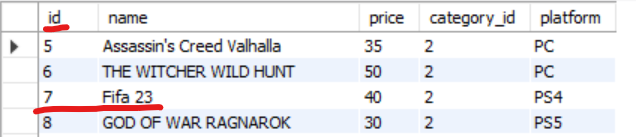 id name price category_id platform
5 Assassin's Creed Valhalla 35 2 PC
6 THE WITCHER WILD HUNT 50 2 PC
7 Fifa 23 40 2 PS4
8 GOD OF WAR RAGNAROK 30 2 PS5